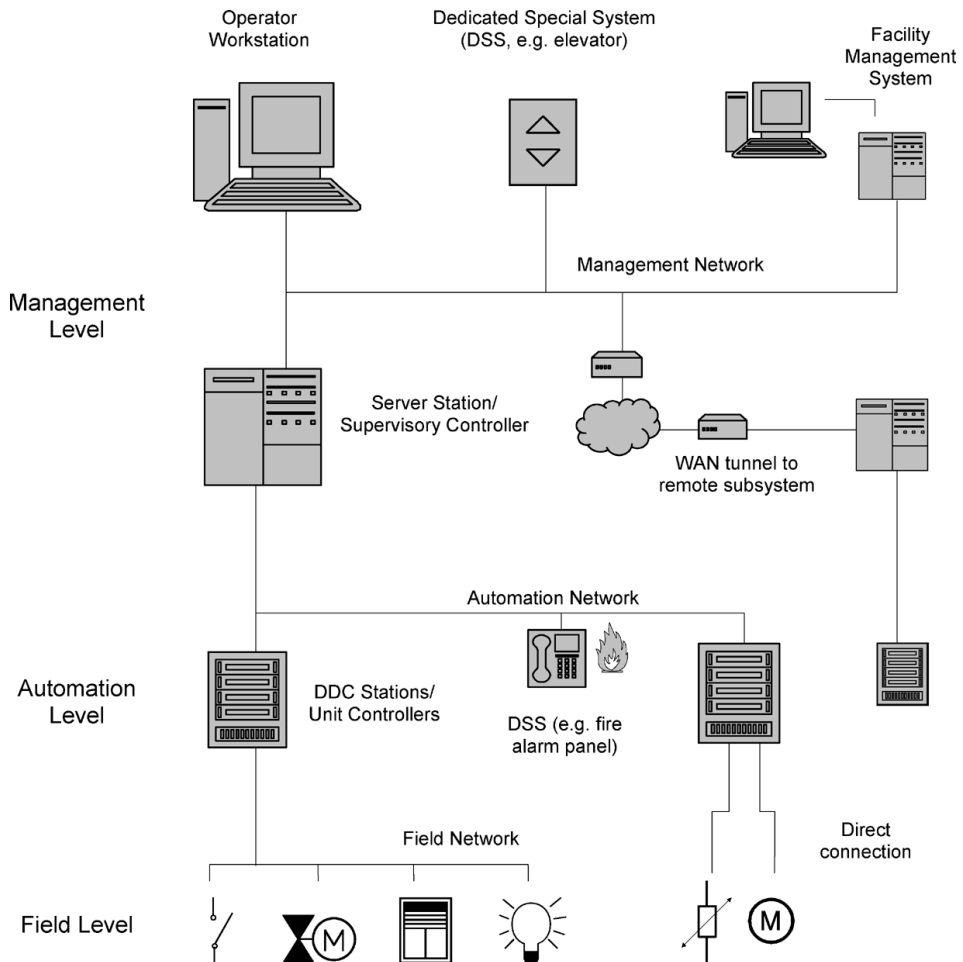 Operator
Workstation
Dedicated Special System
(DSS, e.g. elevator)
Facility
Management
System
Management Network
Management
Level
Server Station/
Supervisory Controller
WAN tunnel to
remote subsystem
Automation Network
Automation
Level
DDC Stations/
Unit Controllers
DSS (e.g. fire
alarm panel)
Field Network
Direct
connection
Field Level
M
M